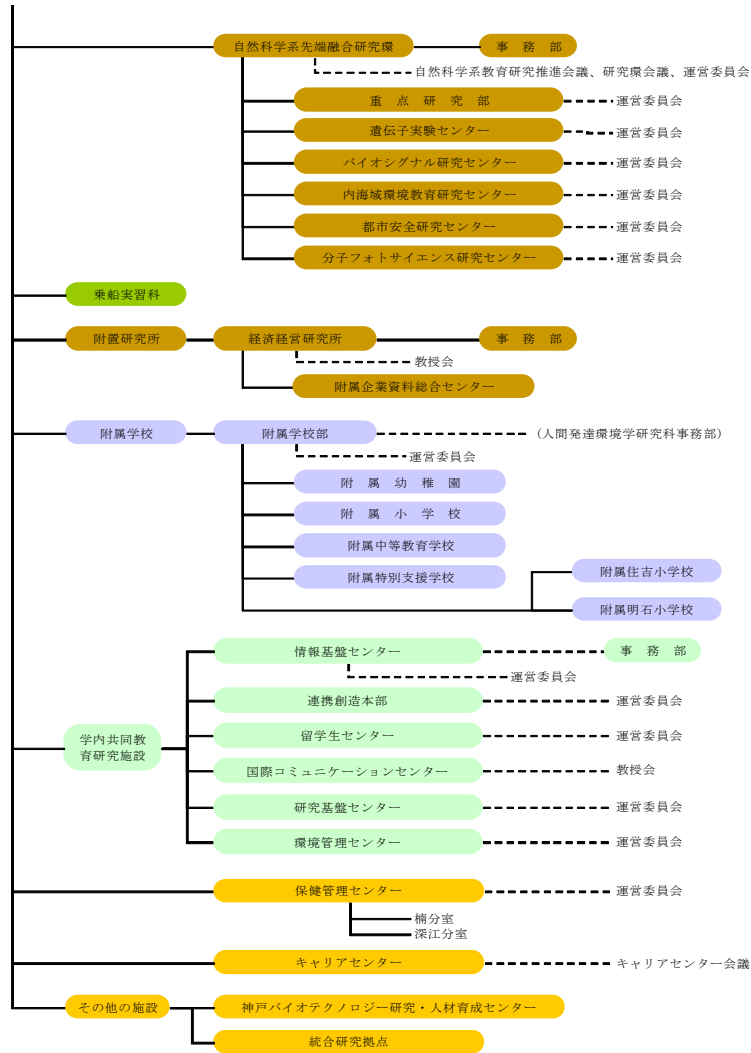 自然科学系先端融合研究環
事　務　部
自然科学系教育研究推進会議、研究環会議、運営委員会
重　点　研　究　部
運営委員会
遺伝子実験センター
運営委員会
バイオシグナル研究センター
運営委員会
内海域環境教育研究センター
運営委員会
都市安全研究センター
運営委員会
分子フォトサイエンス研究センター
運営委員会
乗船実習科
附置研究所
経済経営研究所
事　務　部
教授会
附属企業資料総合センター
附属学校
附属学校部
（人間発達環境学研究科事務部）
運営委員会
附　属　幼　稚　園
附　属　小　学　校
附属中等教育学校
附属特別支援学校
附属住吉小学校
附属明石小学校
学内共同教
育研究施設
情報基盤センター
事　務　部
運営委員会
連携創造本部
運営委員会
留学生センター
運営委員会
国際コミュニケーションセンター
教授会
研究基盤センター
運営委員会
環境管理センター
運営委員会
保健管理センター
運営委員会
楠分室
深江分室
キャリアセンター
キャリアセンター会議
その他の施設
神戸バイオテクノロジー研究・人材育成センター
統合研究拠点